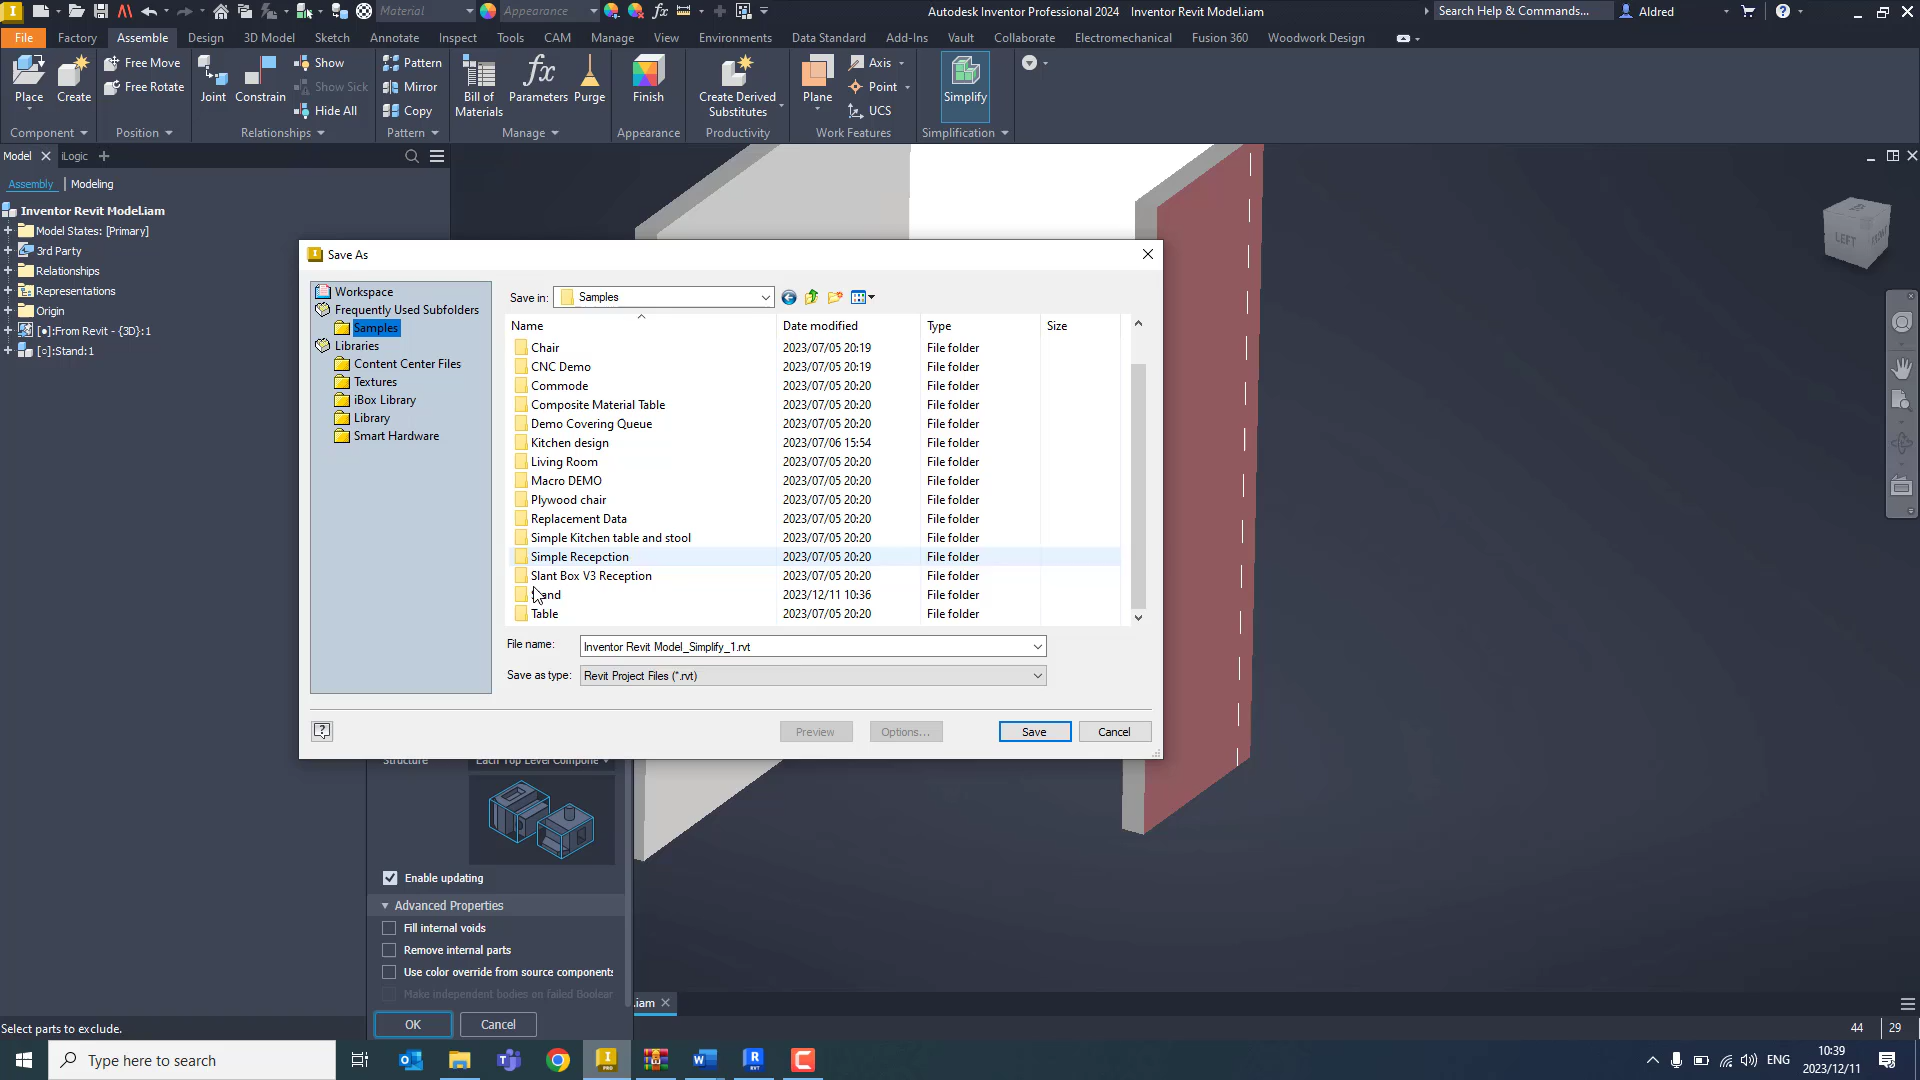 Material
Appearance
Autodesk Inventor Professional 2024 Inventor Revit Model.iam
Search Help & Commands...
Aldred
File Factory Assemble Design 3D Model Sketch Annotate Inspect Tools CAM Manage View Environments Data Standard Add-Ins Vault Collaborate Electromechanical Fusion 360 Woodwork Design
Place
Create
Free Move
Free Rotate
Joint
Constrain
Show
Show Sick
Hide All
Pattern
Mirror
Copy
Bill of
Materials
Parameters
Purge
Finish
Create Derived
Substitutes
Plane
Axis
Point
UCS
Simplify
Component Position Relationships Pattern Manage Appearance Productivity Work Features Simplification
Model iLogic
Assembly Modeling
Inventor Revit Model.iam
Model States: [Primary]
3rd Party
Relationships
Representations
Origin
[●]:From Revit - {3D}:1
[○]:Stand:1
LEFT
Save As
Workspace
Frequently Used Subfolders
Samples
Libraries
Content Center Files
Textures
iBox Library
Library
Smart Hardware
Save in: Samples
Name Date modified Type Size
Chair 2023/07/05 20:19 File folder
CNC Demo 2023/07/05 20:19 File folder
Commode 2023/07/05 20:20 File folder
Composite Material Table 2023/07/05 20:20 File folder
Demo Covering Queue 2023/07/05 20:20 File folder
Kitchen design 2023/07/06 15:54 File folder
Living Room 2023/07/05 20:20 File folder
Macro DEMO 2023/07/05 20:20 File folder
Plywood chair 2023/07/05 20:20 File folder
Replacement Data 2023/07/05 20:20 File folder
Simple Kitchen table and stool 2023/07/05 20:20 File folder
Simple Recepction 2023/07/05 20:20 File folder
Slant Box V3 Reception 2023/07/05 20:20 File folder
Stand 2023/12/11 10:36 File folder
Table 2023/07/05 20:20 File folder
File name: Inventor Revit Model_Simplify_1.rvt
Save as type: Revit Project Files (*.rvt)
Preview Options... Save Cancel
Structure Each Top Level Compone
Enable updating
Advanced Properties
Fill internal voids
Remove internal parts
Use color override from source components
Make independent bodies on failed Boolean
OK Cancel
.iam
Select parts to exclude.
44 29
Type here to search
ENG
10:39
2023/12/11